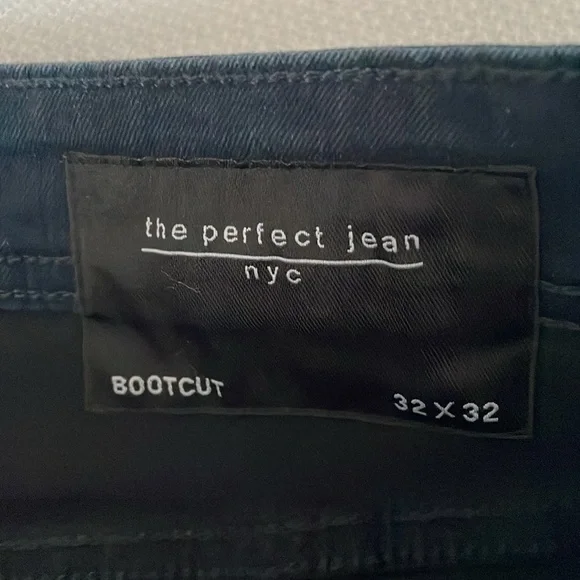 the perfect jean
nyc
BOOTCUT
32 X 32